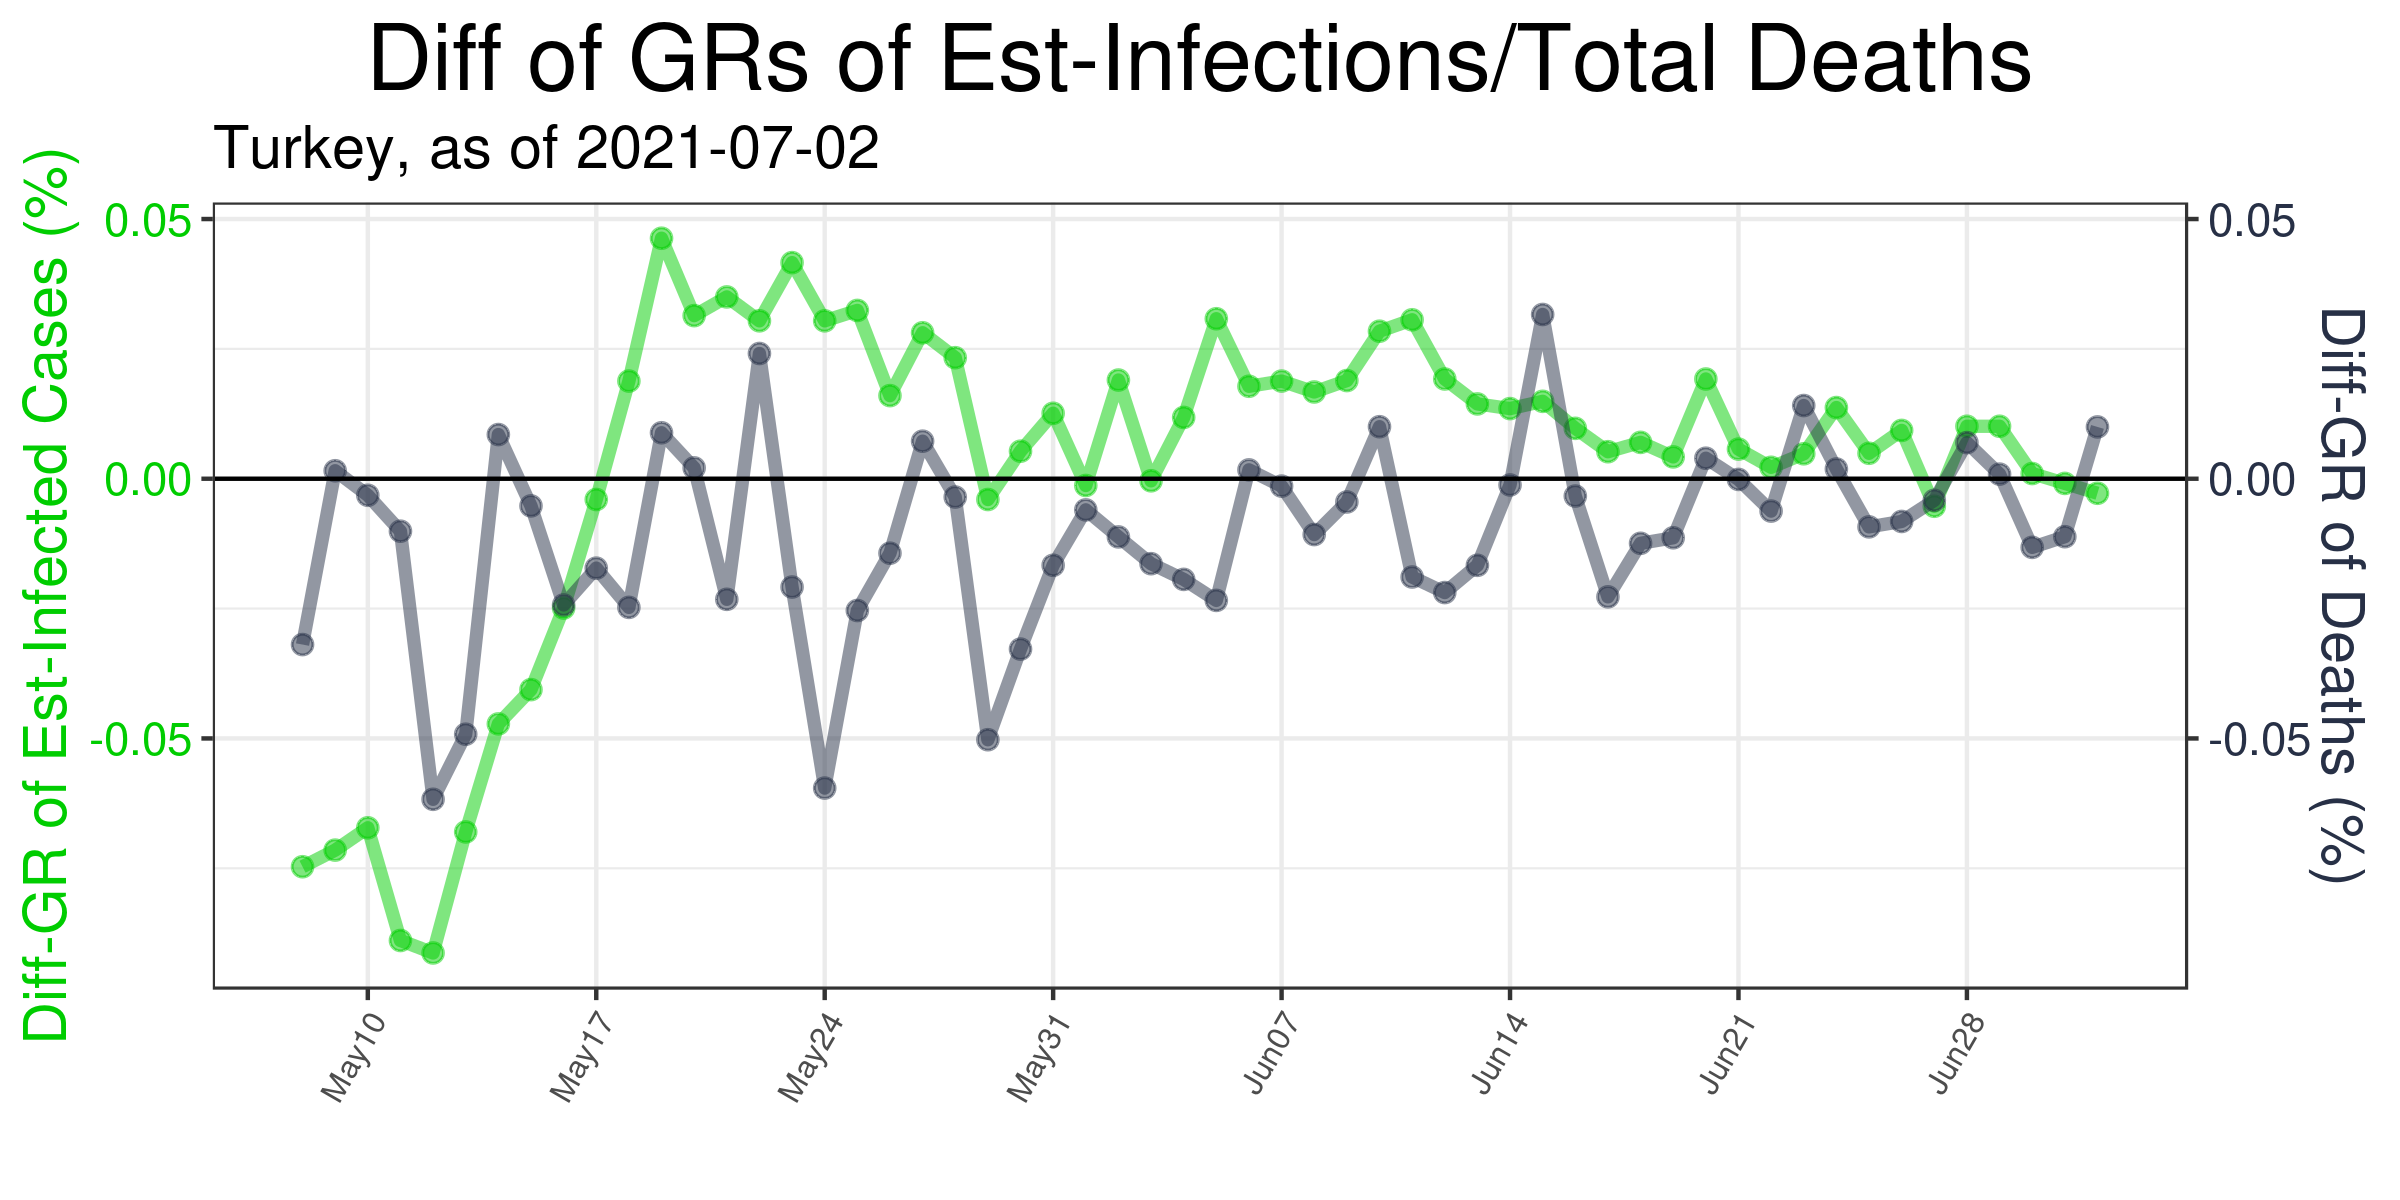 Diff of GRs of Est-Infections/Total Deaths
Turkey, as of 2021-07-02
Diff-GR of Est-Infected Cases (%)
0.05
0.00
-0.05
0.05
0.00
-0.05
Diff-GR of Deaths (%)
May10
May17
May24
May31
Jun07
Jun14
Jun21
Jun28